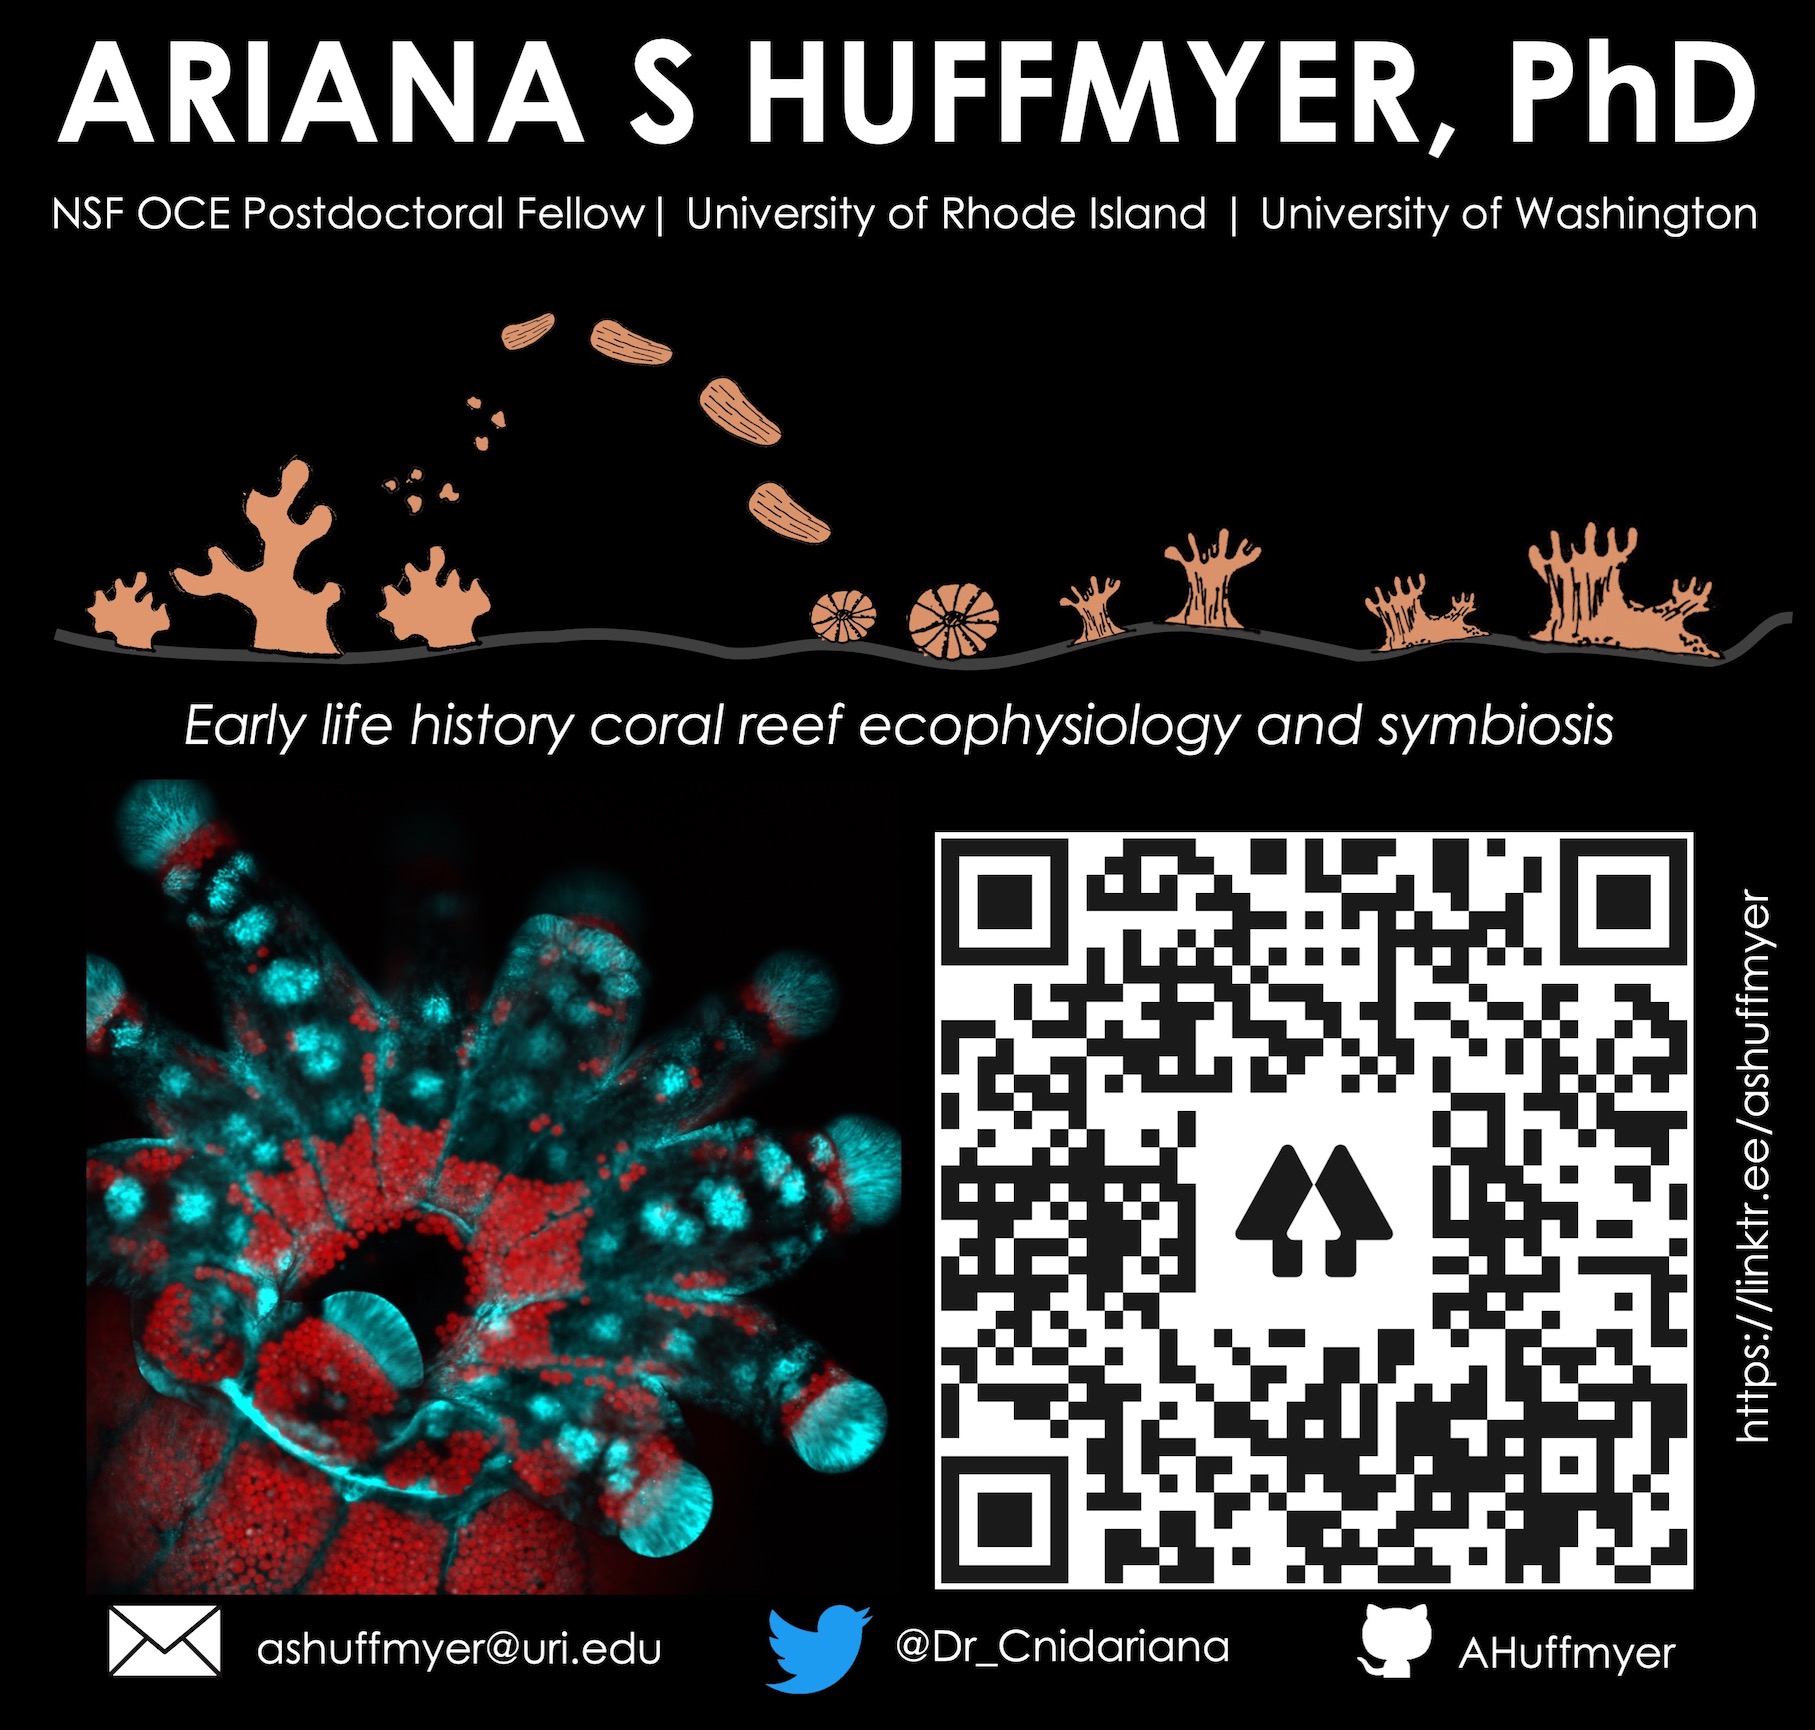 ARIANA S HUFFMYER, PhD
NSF OCE Postdoctoral Fellow| University of Rhode Island | University of Washington
Early life history coral reef ecophysiology and symbiosis
https://linktr.ee/ashuffmyer
ashuffmyer@uri.edu
@Dr_Cnidariana
AHuffmyer